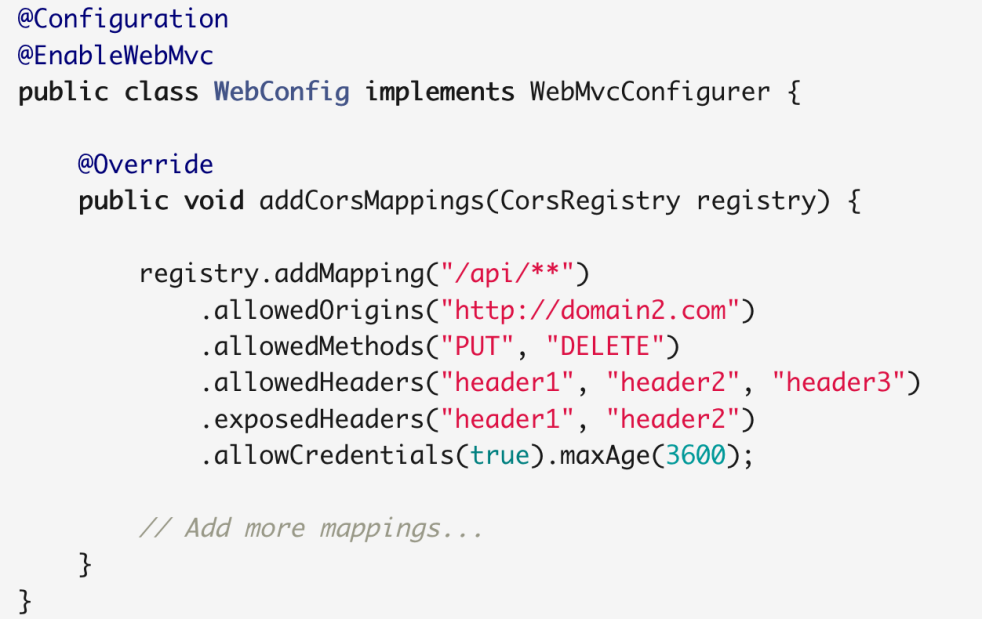 @Configuration
@EnableWebMvc
public class WebConfig implements WebMvcConfigurer {
@Override
public void addCorsMappings(CorsRegistry registry) {
registry.addMapping("/api/**")
.allowedOrigins("http://domain2.com")
.allowedMethods("PUT", "DELETE")
.allowedHeaders("header1", "header2", "header3")
.exposedHeaders("header1", "header2")
.allowCredentials(true).maxAge(3600);
// Add more mappings...
}
}